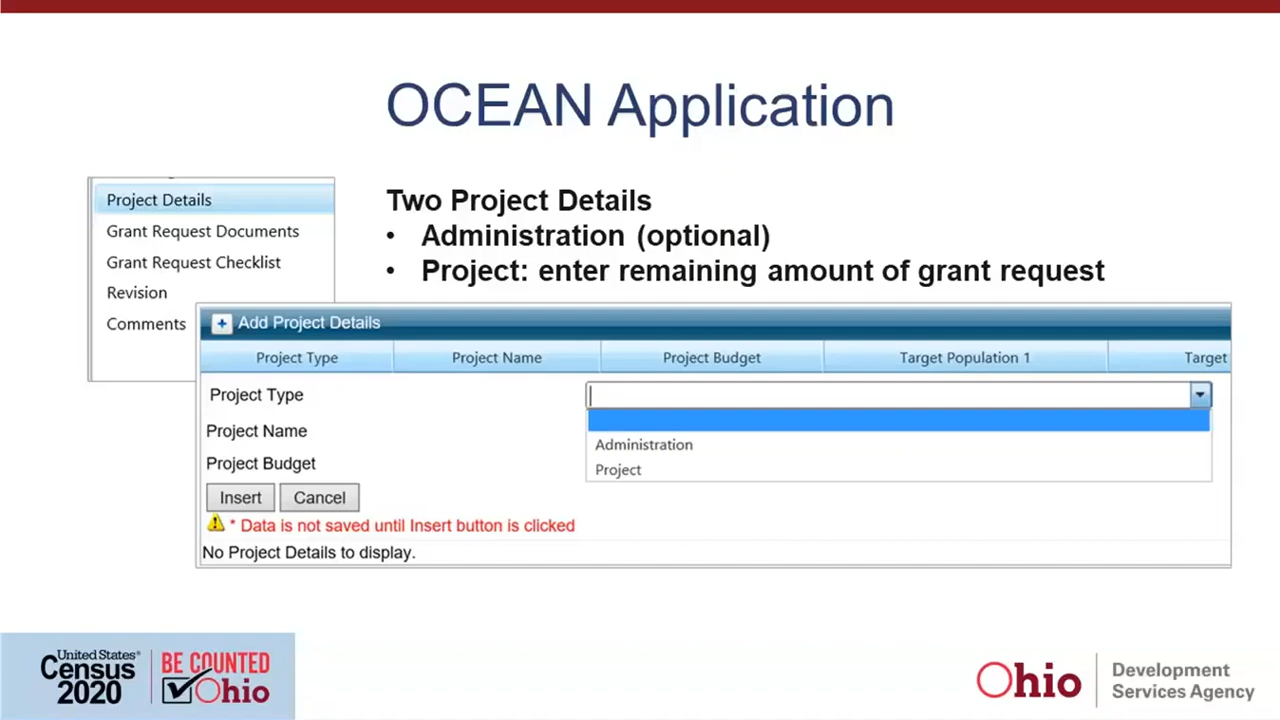 OCEAN Application
Project Details
Grant Request Documents
Grant Request Checklist
Revision
Comments
Two Project Details
• Administration (optional)
• Project: enter remaining amount of grant request
+ Add Project Details
Project Type Project Name Project Budget Target Population 1 Target
Project Type
Administration
Project
Project Name
Project Budget
Insert Cancel
* Data is not saved until Insert button is clicked
No Project Details to display.
United States®
Census
2020
BE COUNTED
Ohio
Ohio
Development
Services Agency